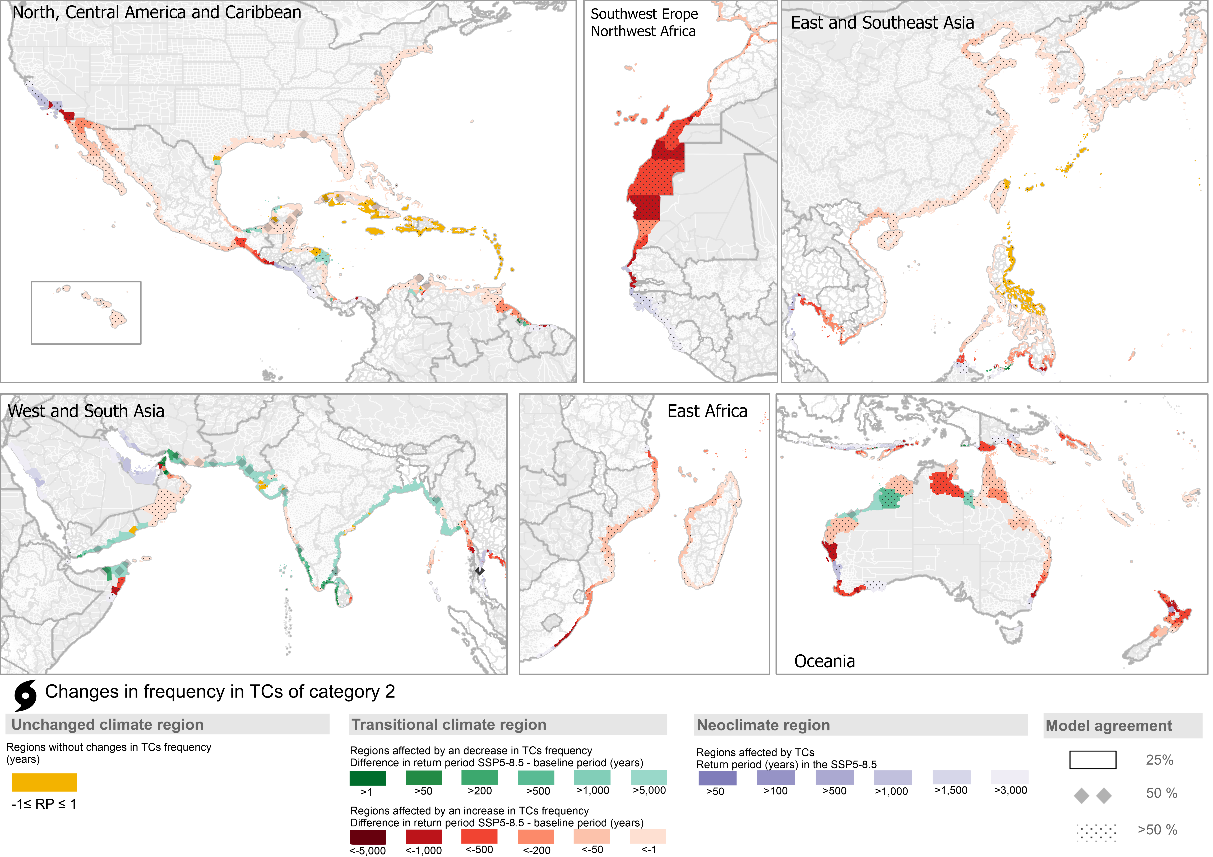 North, Central America and Caribbean
Southwest Erope
Northwest Africa
East and Southeast Asia
West and South Asia
East Africa
Oceania
Changes in frequency in TCs of category 2
Unchanged climate region
Regions without changes in TCs frequency
(years)
-1≤ RP ≤ 1
Transitional climate region
Regions affected by an decrease in TCs frequency
Difference in return period SSP5-8.5 - baseline period (years)
>1 >50 >200 >500 >1,000 >5,000
Regions affected by an increase in TCs frequency
Difference in return period SSP5-8.5 - baseline period (years)
<-5,000 <-1,000 <-500 <-200 <-50 <-1
Neoclimate region
Regions affected by TCs
Return period (years) in the SSP5-8.5
>50 >100 >500 >1,000 >1,500 >3,000
Model agreement
25%
50 %
>50 %